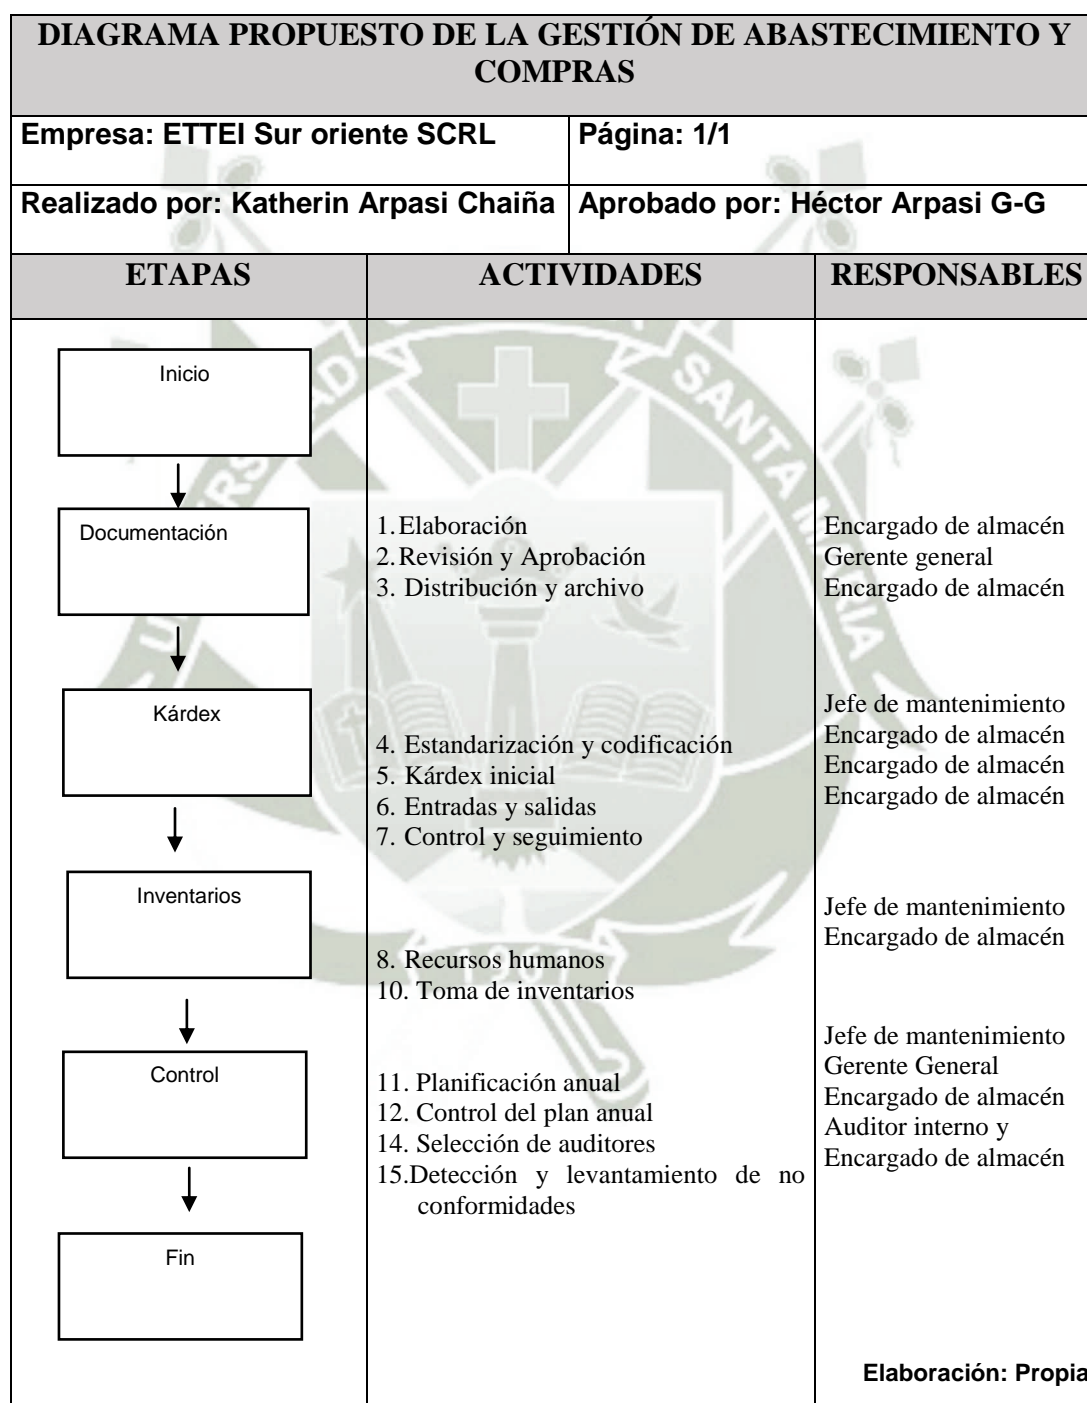 DIAGRAMA PROPUESTO DE LA GESTIÓN DE ABASTECIMIENTO Y
COMPRAS
Empresa: ETTEI Sur oriente SCRL
Página: 1/1
Realizado por: Katherin Arpasi Chaiña
Aprobado por: Héctor Arpasi G-G
ETAPAS
ACTIVIDADES
RESPONSABLES
Inicio
Documentación
1. Elaboración
2. Revisión y Aprobación
3. Distribución y archivo
Encargado de almacén
Gerente general
Encargado de almacén
Kárdex
4. Estandarización y codificación
5. Kárdex inicial
6. Entradas y salidas
7. Control y seguimiento
Jefe de mantenimiento
Encargado de almacén
Encargado de almacén
Encargado de almacén
Inventarios
8. Recursos humanos
10. Toma de inventarios
Jefe de mantenimiento
Encargado de almacén
Control
11. Planificación anual
12. Control del plan anual
14. Selección de auditores
15.Detección y levantamiento de no
conformidades
Jefe de mantenimiento
Gerente General
Encargado de almacén
Auditor interno y
Encargado de almacén
Fin
Elaboración: Propia
UNIVERSIDAD
SANTA MARIA
1961